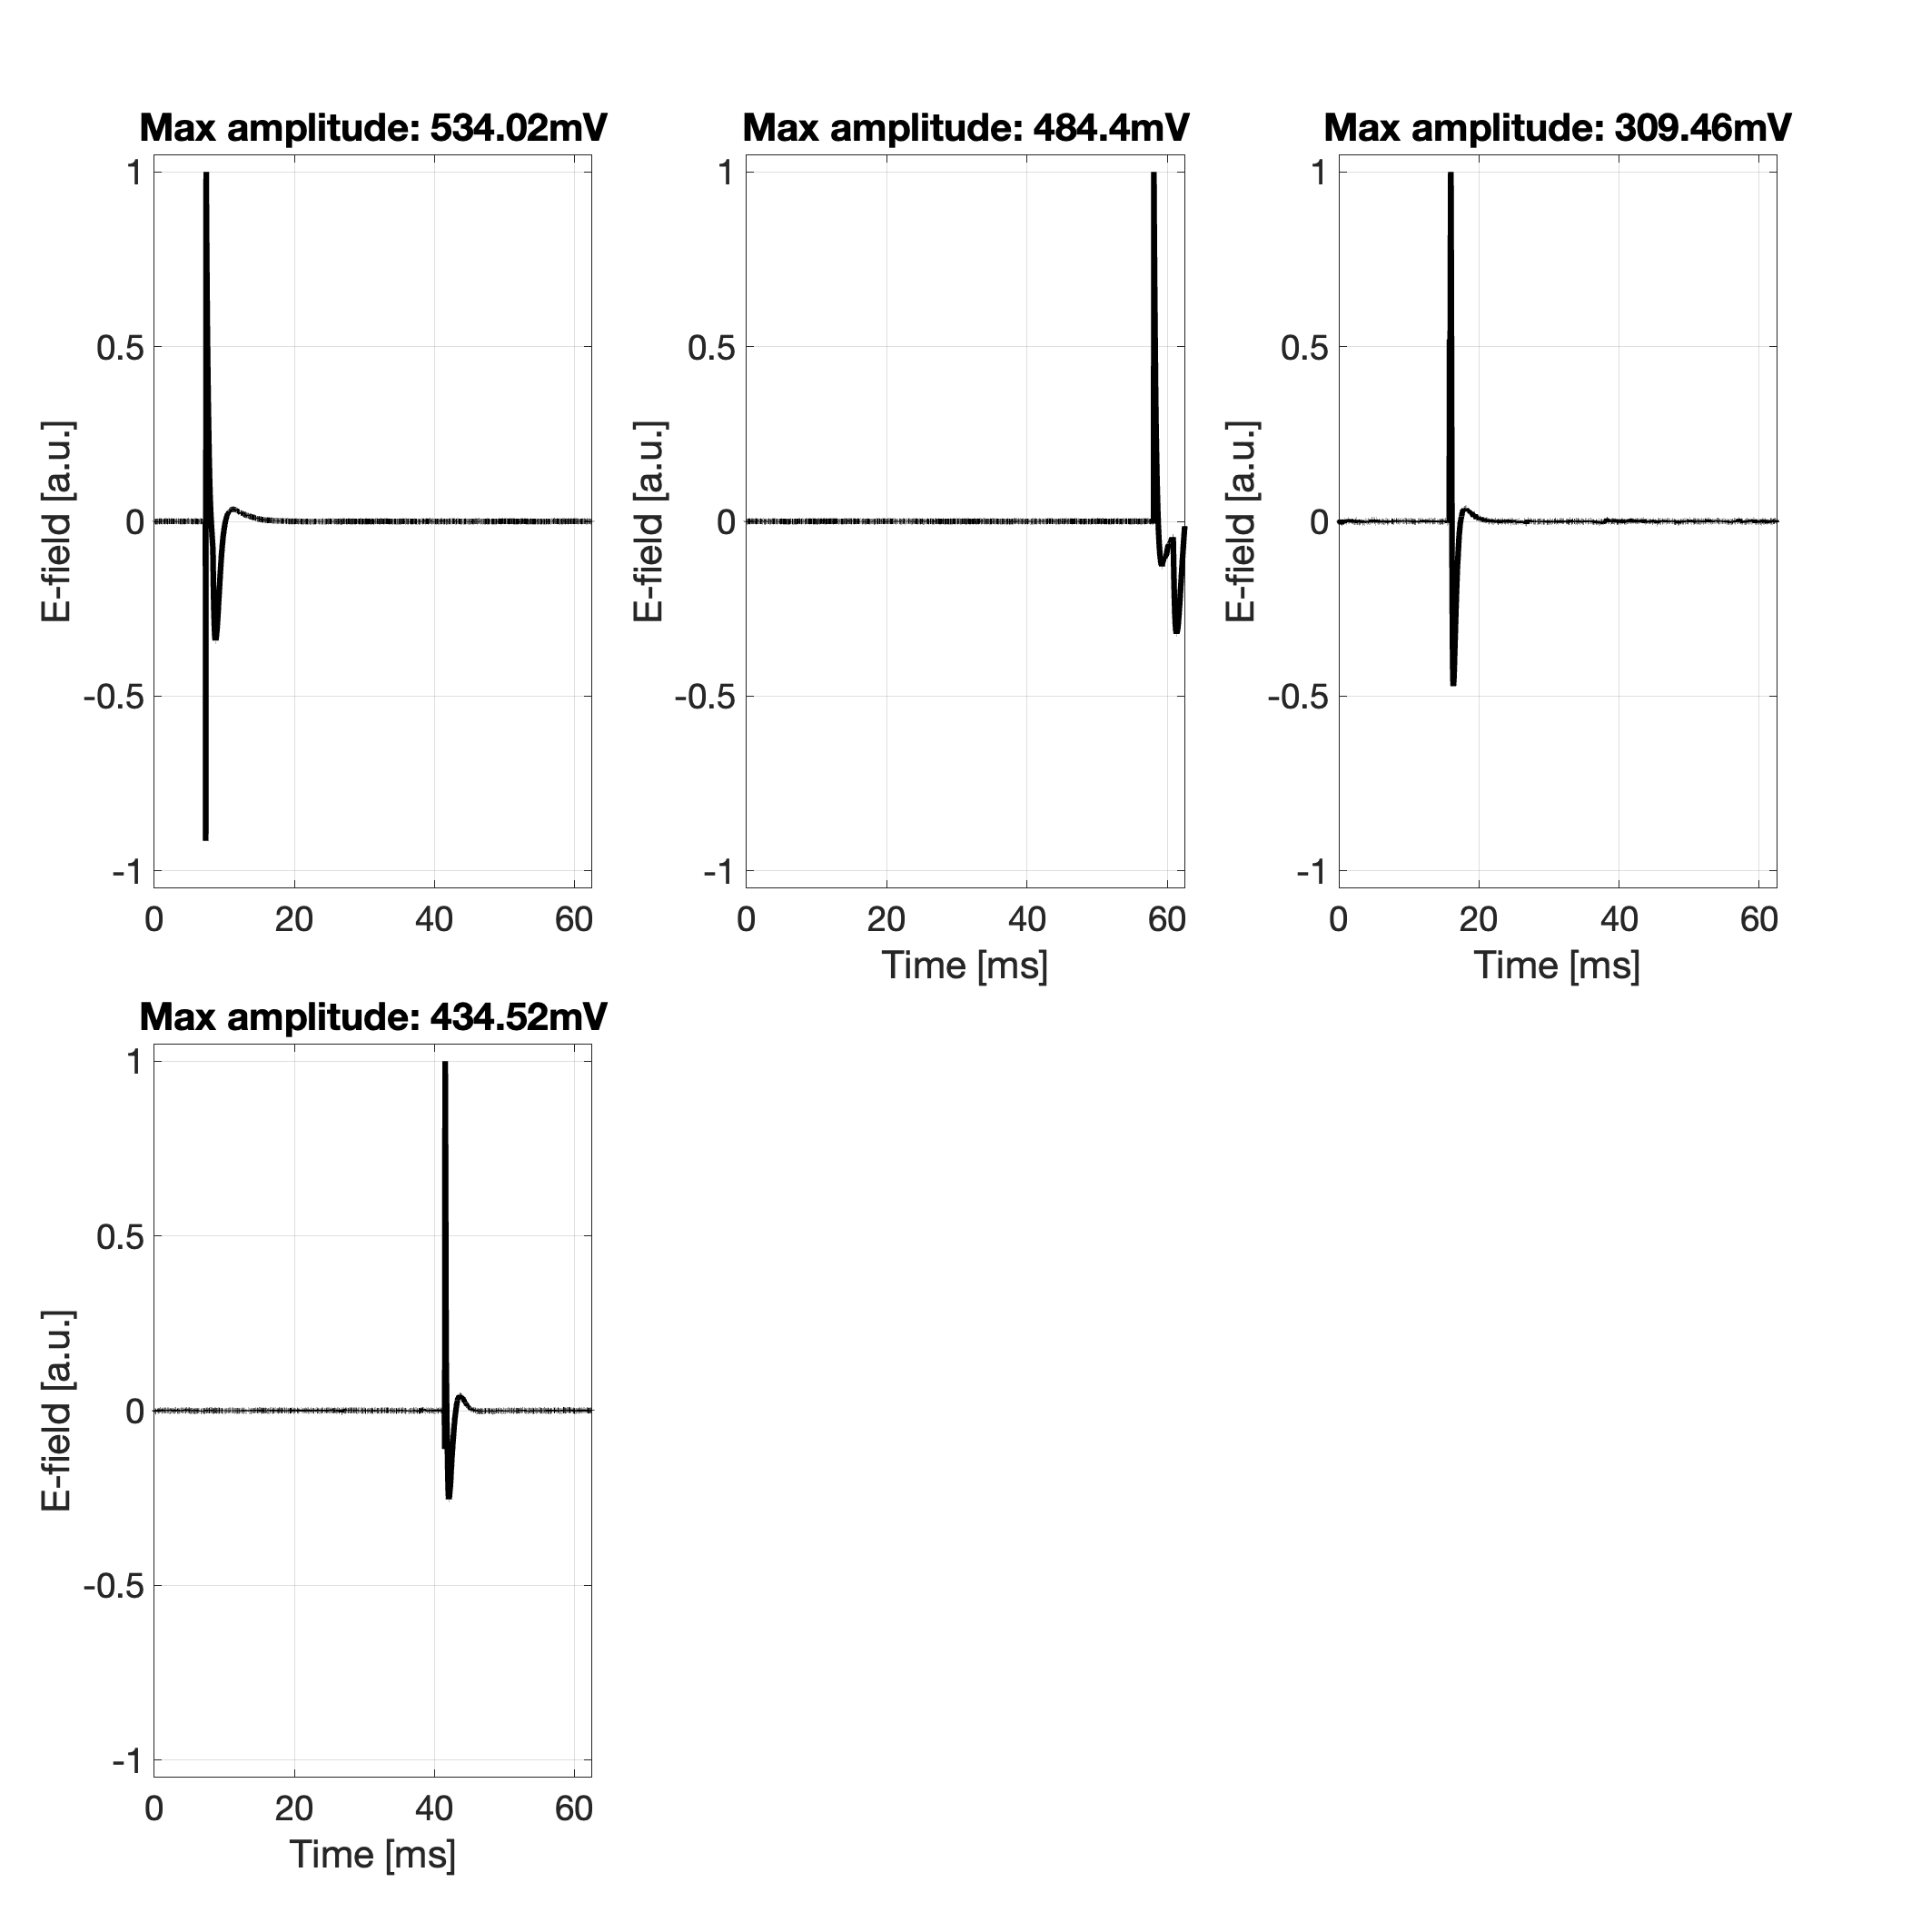 Max amplitude: 534.02mV
1
0.5
0
-0.5
-1
E-field [a.u.]
0 20 40 60
Max amplitude: 484.4mV
1
0.5
0
-0.5
-1
E-field [a.u.]
0 20 40 60
Time [ms]
Max amplitude: 309.46mV
1
0.5
0
-0.5
-1
E-field [a.u.]
0 20 40 60
Time [ms]
Max amplitude: 434.52mV
1
0.5
0
-0.5
-1
E-field [a.u.]
0 20 40 60
Time [ms]